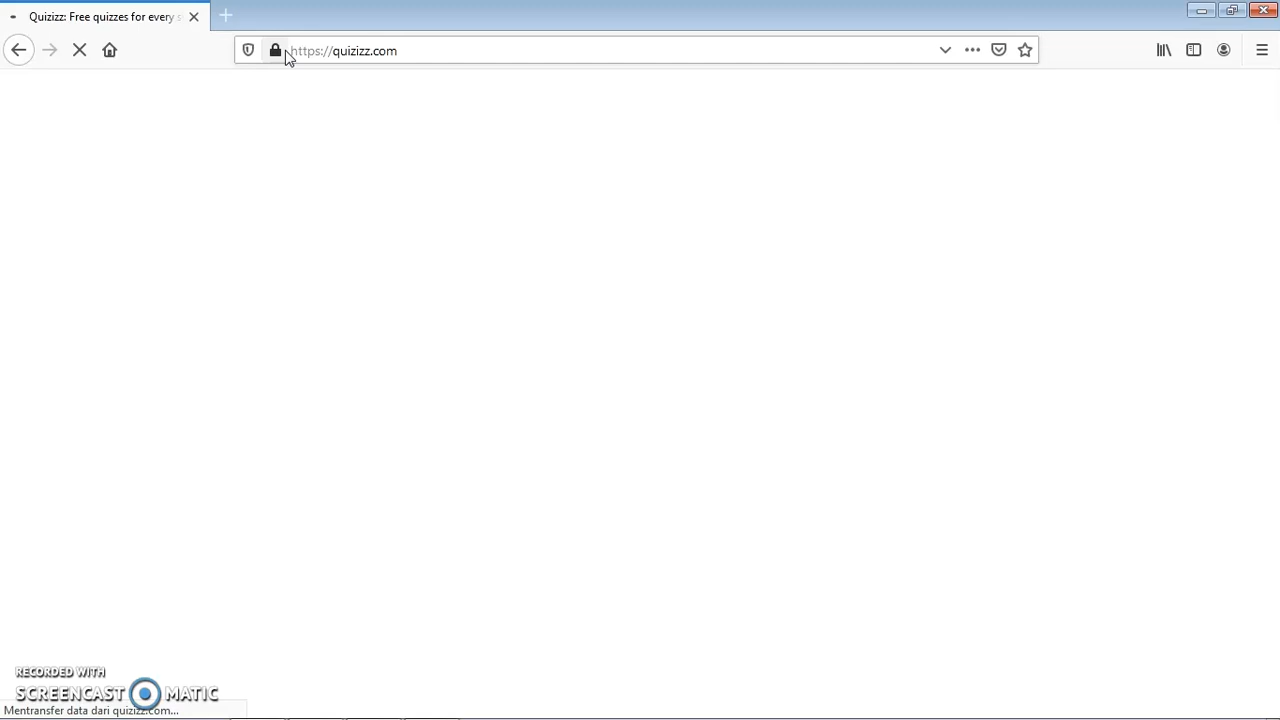 Quizizz: Free quizzes for every s
https://quizizz.com
RECORDED WITH
SCREENCAST MATIC
Mentransfer data dari quizizz.com...